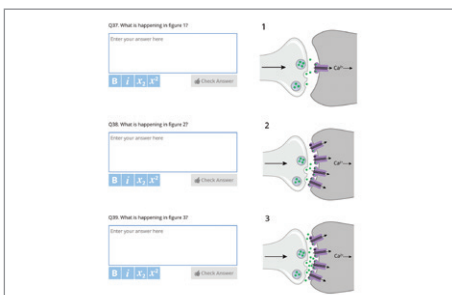 Q37. What is happening in figure 1?
Enter your answer here
B i x₂ x² Check Answer
1
Ca²⁺
Q38. What is happening in figure 2?
Enter your answer here
B i x₂ x² Check Answer
2
Ca²⁺
Q39. What is happening in figure 3?
Enter your answer here
B i x₂ x² Check Answer
3
Ca²⁺